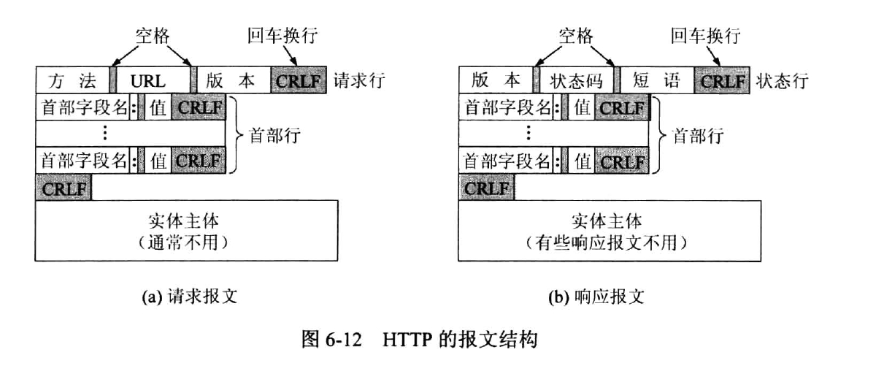 空格 回车换行
方 法 URL 版 本 CRLF 请求行
首部字段名: 值 CRLF
⋮ 首部行
首部字段名: 值 CRLF
CRLF
实体主体
（通常不用）
(a) 请求报文
空格 回车换行
版 本 状态码 短 语 CRLF 状态行
首部字段名: 值 CRLF
⋮ 首部行
首部字段名: 值 CRLF
CRLF
实体主体
（有些响应报文不用）
(b) 响应报文
图 6-12 HTTP 的报文结构